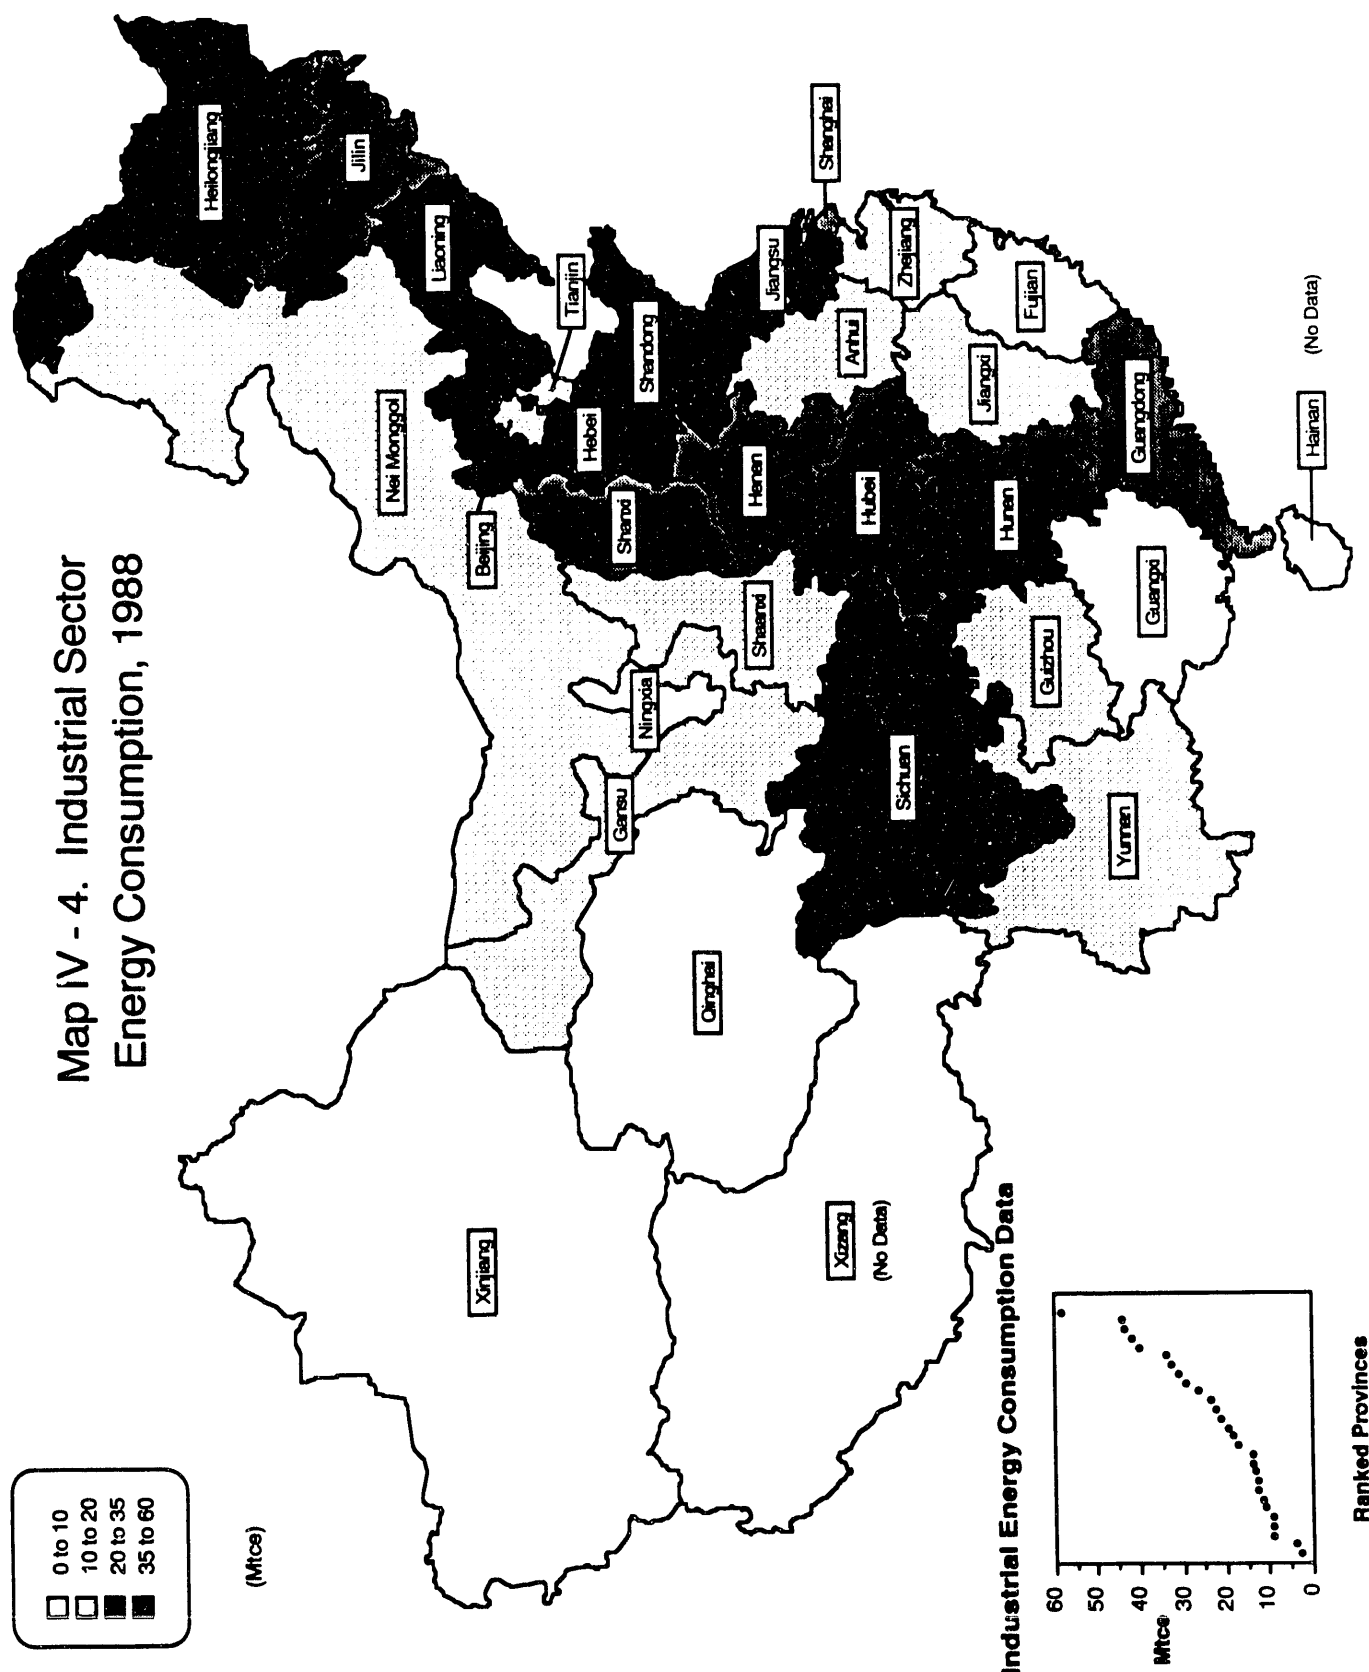 Map IV - 4. Industrial Sector
Energy Consumption, 1988
0 to 10
10 to 20
20 to 35
35 to 60
(Mtce)
Heilongjiang
Jilin
Liaoning
Nei Monggol
Beijing
Tianjin
Hebei
Shandong
Shanxi
Xinjiang
Gansu
Ningxia
Qinghai
Shaanxi
Henan
Jiangsu
Shanghai
Anhui
Hubei
Zhejiang
Xizang
(No Data)
Sichuan
Hunan
Jiangxi
Fujian
Guizhou
Yunnan
Guangxi
Guangdong
Hainan
(No Data)
Industrial Energy Consumption Data
60
50
40
30
20
10
0
Mtce
Ranked Provinces